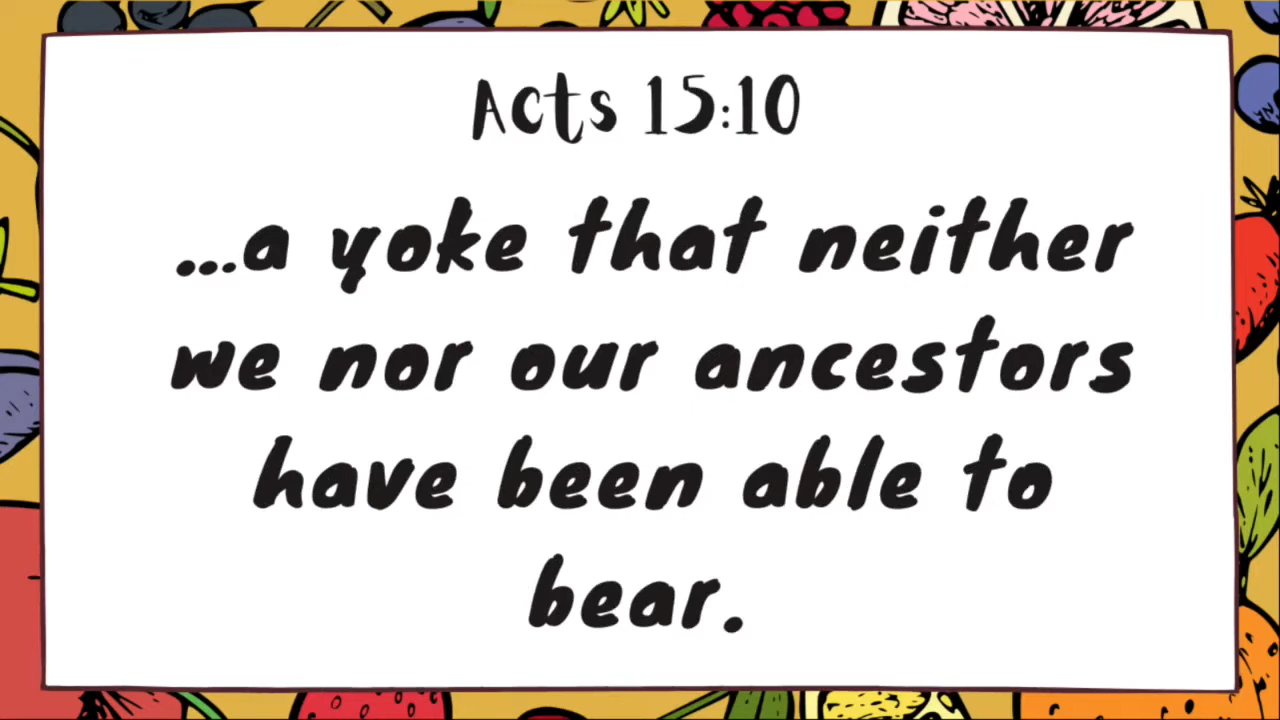 Acts 15:10
...a yoke that neither
we nor our ancestors
have been able to
bear.